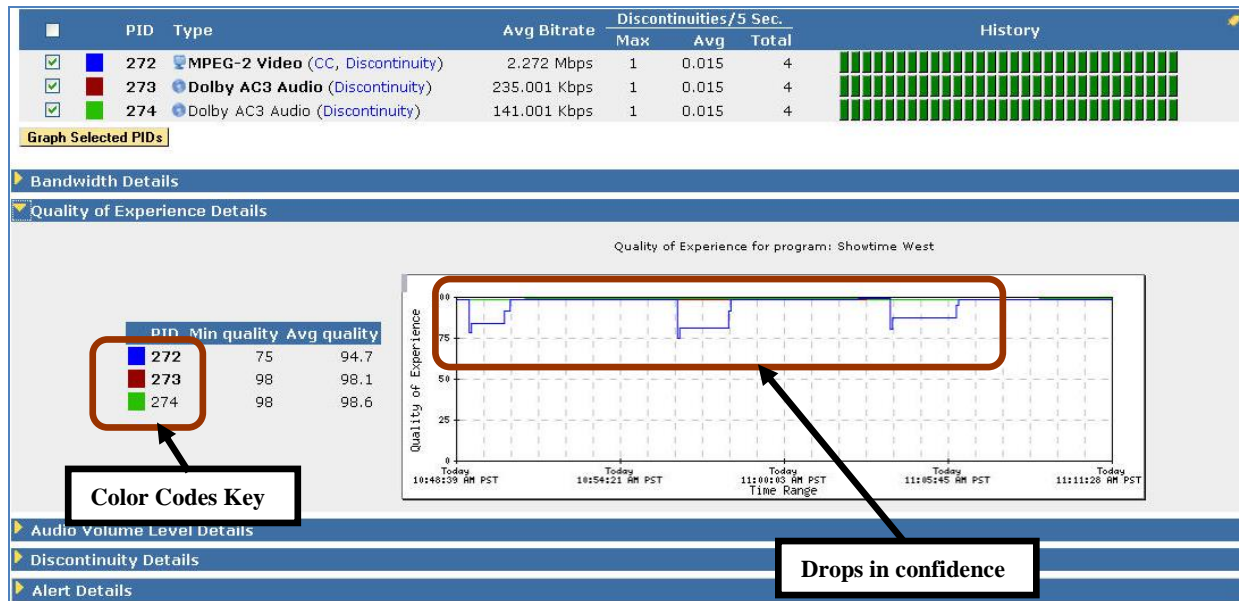 Discontinuities/5 Sec.
PID Type Avg Bitrate Max Avg Total History
272 MPEG-2 Video (CC, Discontinuity) 2.272 Mbps 1 0.015 4
273 Dolby AC3 Audio (Discontinuity) 235.001 Kbps 1 0.015 4
274 Dolby AC3 Audio (Discontinuity) 141.001 Kbps 1 0.015 4
Graph Selected PIDs
Bandwidth Details
Quality of Experience Details
Quality of Experience for program: Showtime West
PID Min quality Avg quality
272 75 94.7
273 98 98.1
274 98 98.6
Color Codes Key
Quality of Experience
75
50
25
0
Today
10:48:39 AM PST
Today
10:54:21 AM PST
Today
11:00:03 AM PST
Today
11:05:45 AM PST
Today
11:11:28 AM PST
Time Range
Drops in confidence
Audio Volume Level Details
Discontinuity Details
Alert Details